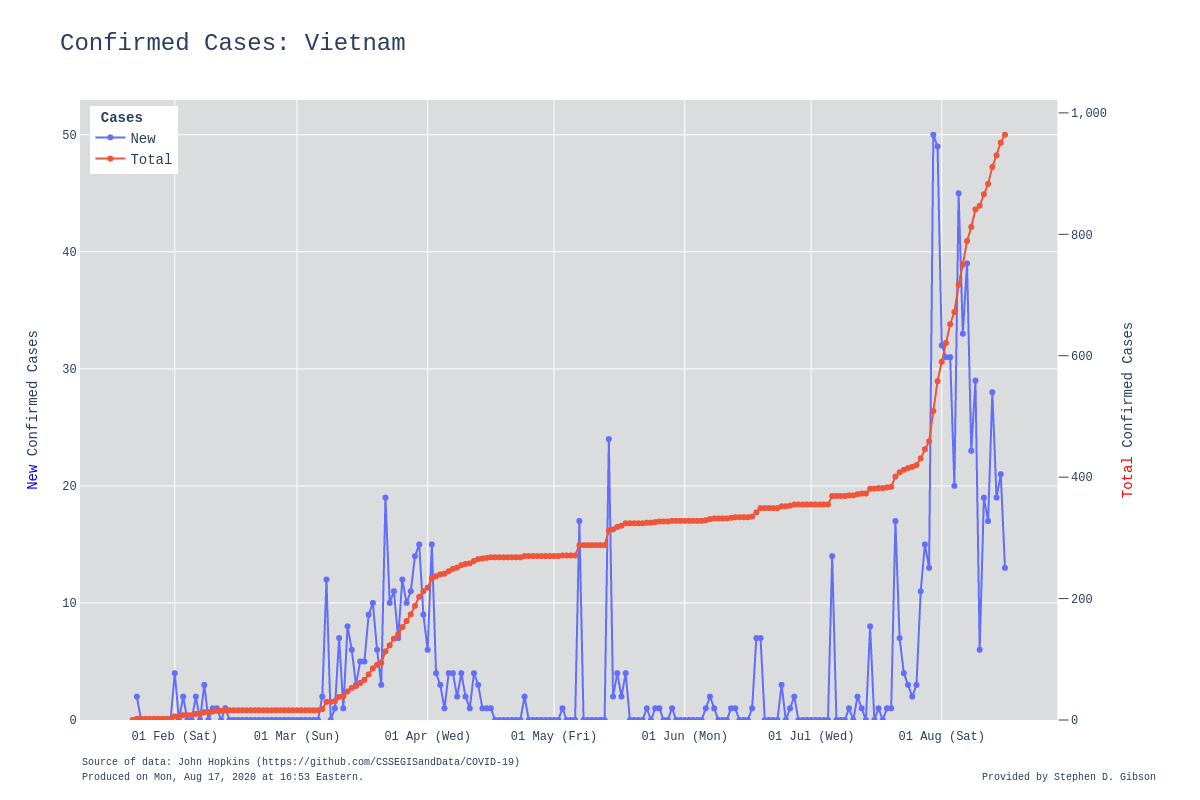 Confirmed Cases: Vietnam
Cases
New
Total
50
40
30
20
10
0
1,000
800
600
400
200
0
New Confirmed Cases
Total Confirmed Cases
01 Feb (Sat)
01 Mar (Sun)
01 Apr (Wed)
01 May (Fri)
01 Jun (Mon)
01 Jul (Wed)
01 Aug (Sat)
Source of data: John Hopkins (https://github.com/CSSEGISandData/COVID-19)
Produced on Mon, Aug 17, 2020 at 16:53 Eastern.
Provided by Stephen D. Gibson